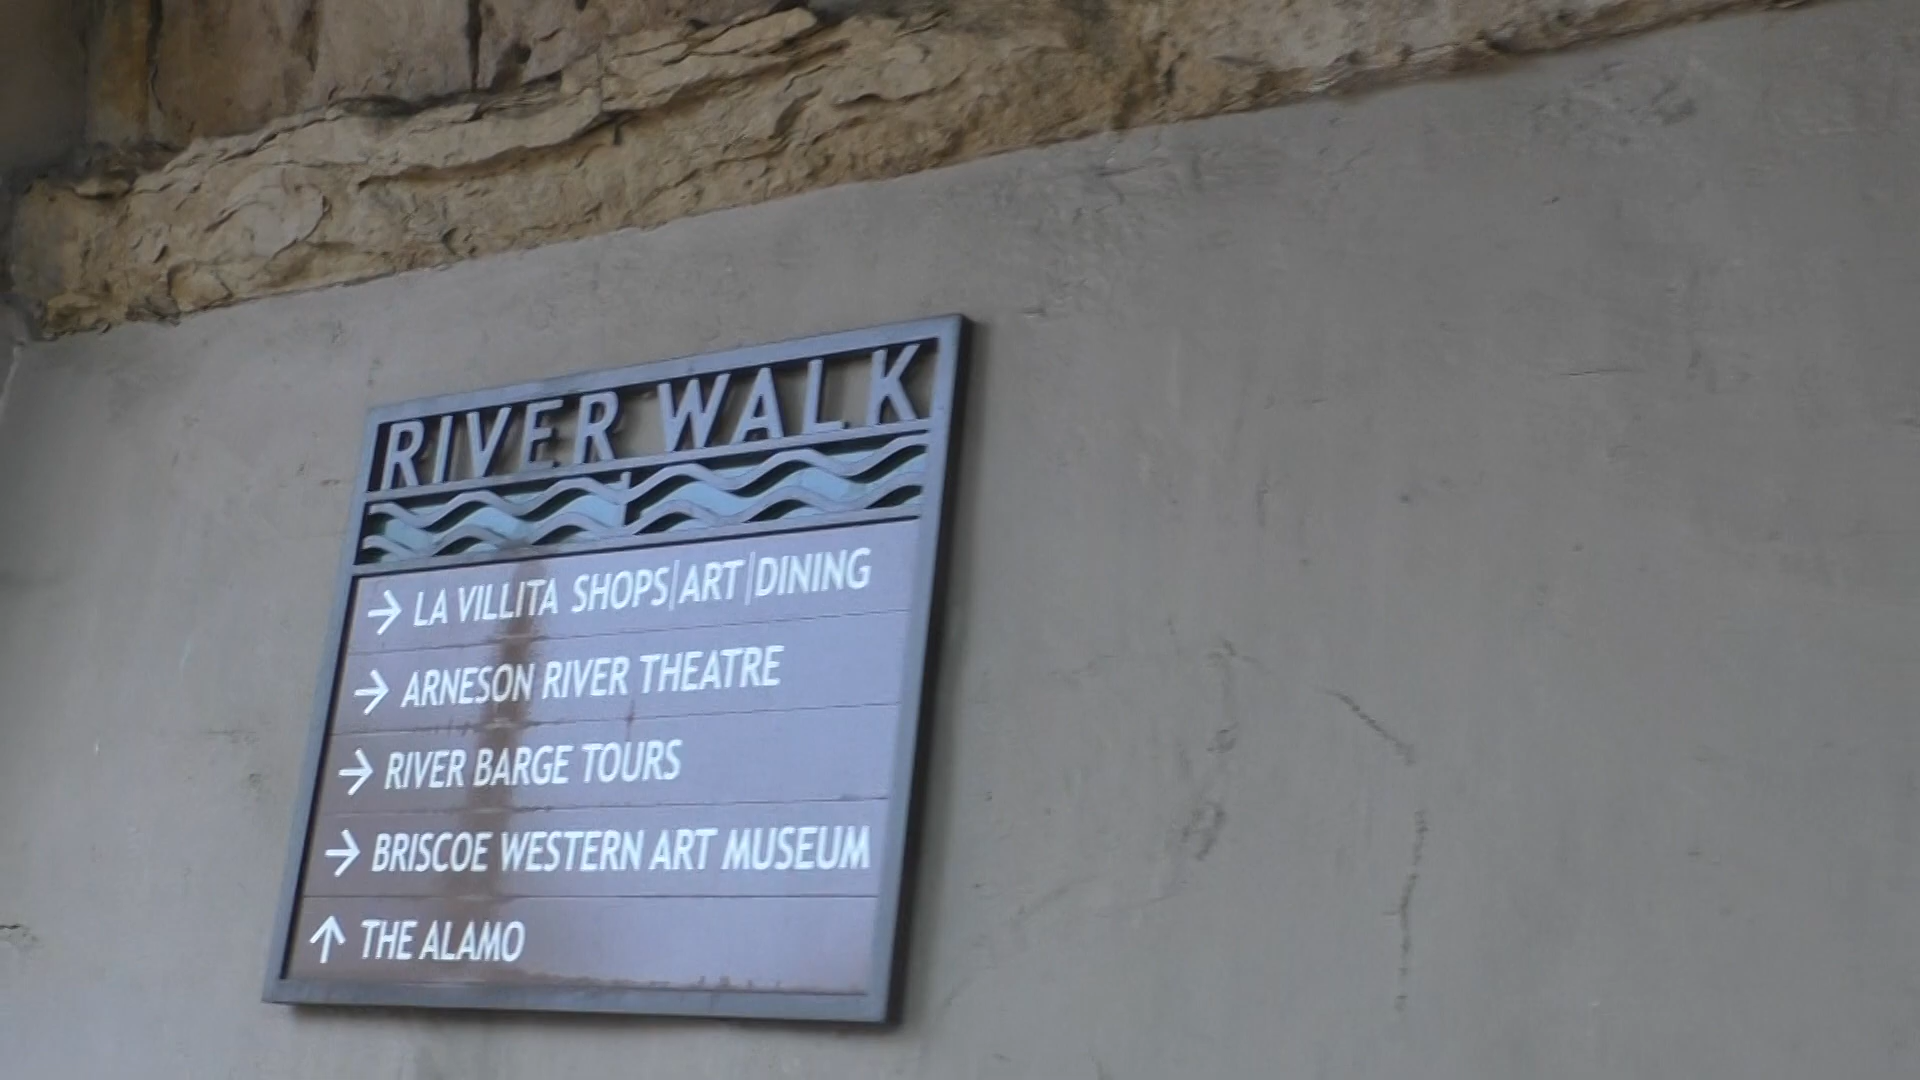 RIVER WALK
→ LA VILLITA SHOPS|ART|DINING
→ ARNESON RIVER THEATRE
→ RIVER BARGE TOURS
→ BRISCOE WESTERN ART MUSEUM
↑ THE ALAMO